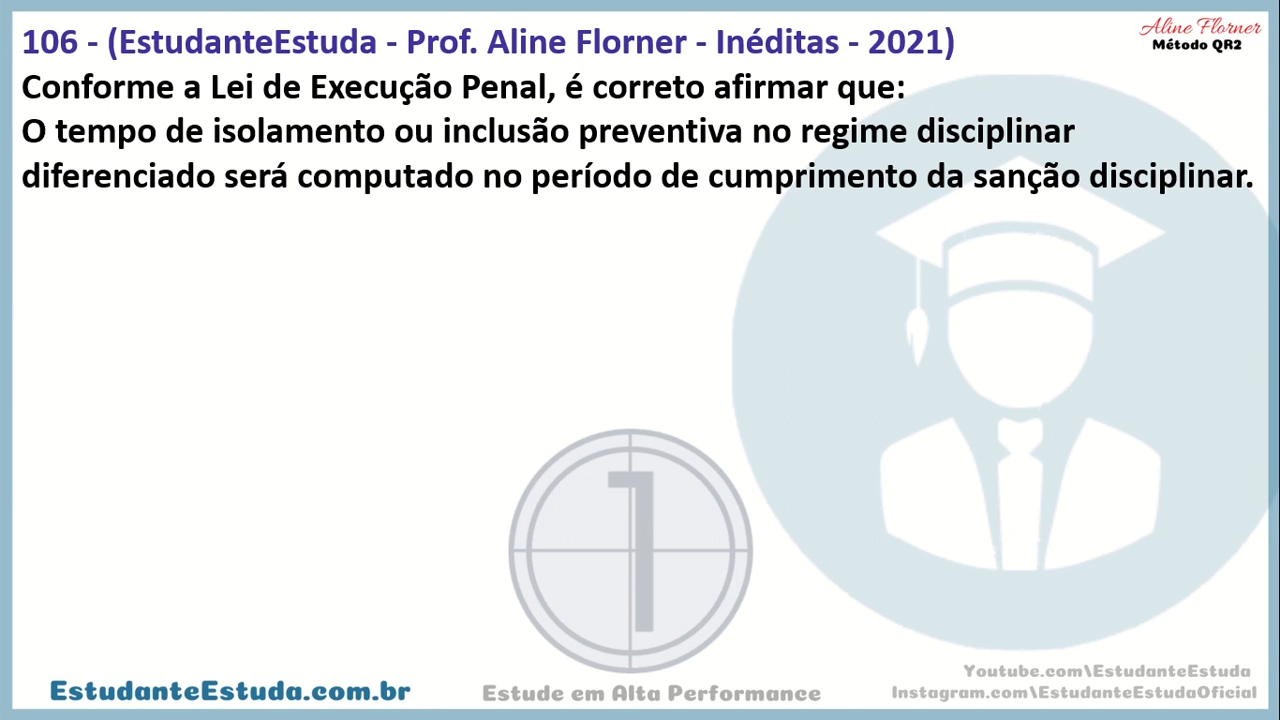 106 - (EstudanteEstuda - Prof. Aline Florner - Inéditas - 2021)
Aline Florner
Método QR2
Conforme a Lei de Execução Penal, é correto afirmar que:
O tempo de isolamento ou inclusão preventiva no regime disciplinar
diferenciado será computado no período de cumprimento da sanção disciplinar.
1
EstudanteEstuda.com.br
Estude em Alta Performance
Youtube.com\EstudanteEstuda
Instagram.com\EstudanteEstudaOficial